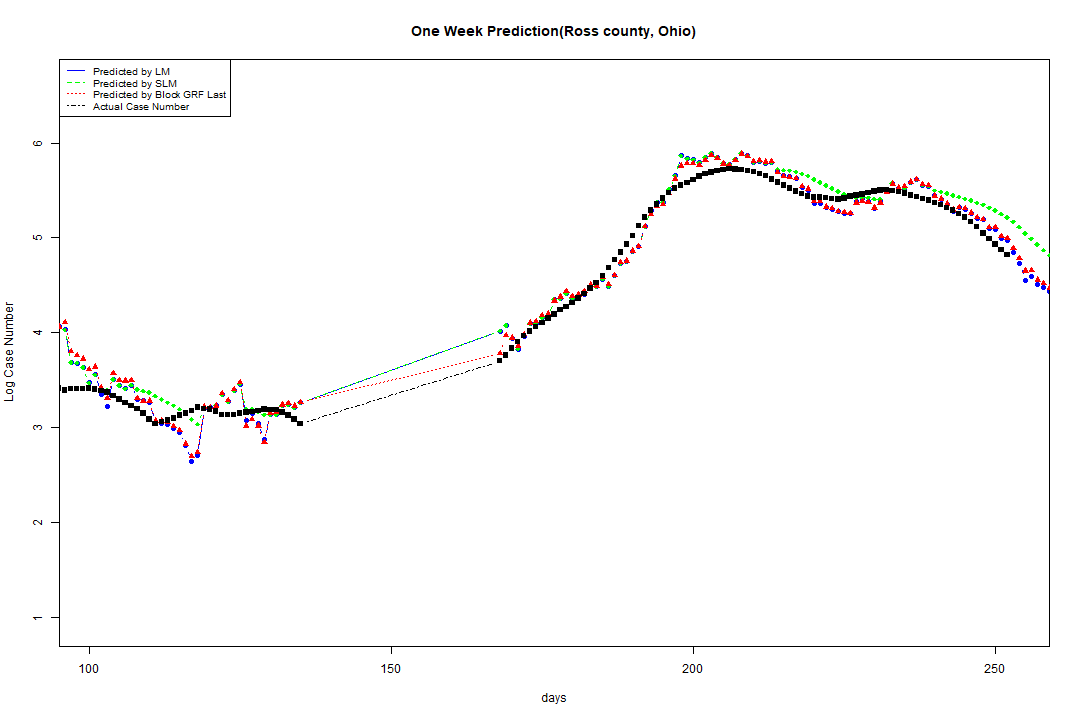 One Week Prediction(Ross county, Ohio)
Predicted by LM
Predicted by SLM
Predicted by Block GRF Last
Actual Case Number
6
5
4
3
2
1
Log Case Number
100 150 200 250
days